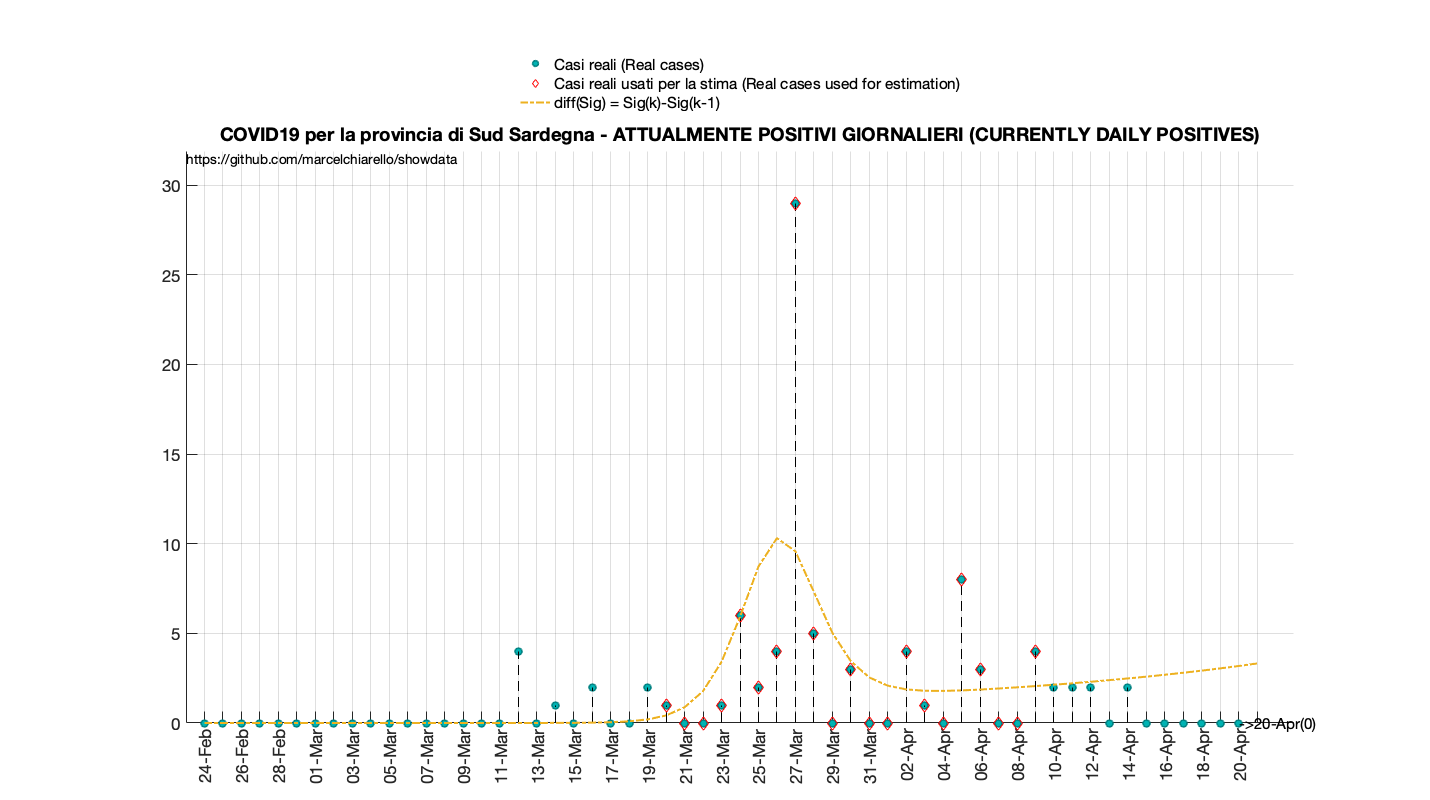 Casi reali (Real cases)
Casi reali usati per la stima (Real cases used for estimation)
diff(Sig) = Sig(k)-Sig(k-1)
COVID19 per la provincia di Sud Sardegna - ATTUALMENTE POSITIVI GIORNALIERI (CURRENTLY DAILY POSITIVES)
https://github.com/marcelchiarello/showdata
30
25
20
15
10
5
0
->20-Apr(0)
24-Feb
26-Feb
28-Feb
01-Mar
03-Mar
05-Mar
07-Mar
09-Mar
11-Mar
13-Mar
15-Mar
17-Mar
19-Mar
21-Mar
23-Mar
25-Mar
27-Mar
29-Mar
31-Mar
02-Apr
04-Apr
06-Apr
08-Apr
10-Apr
12-Apr
14-Apr
16-Apr
18-Apr
20-Apr